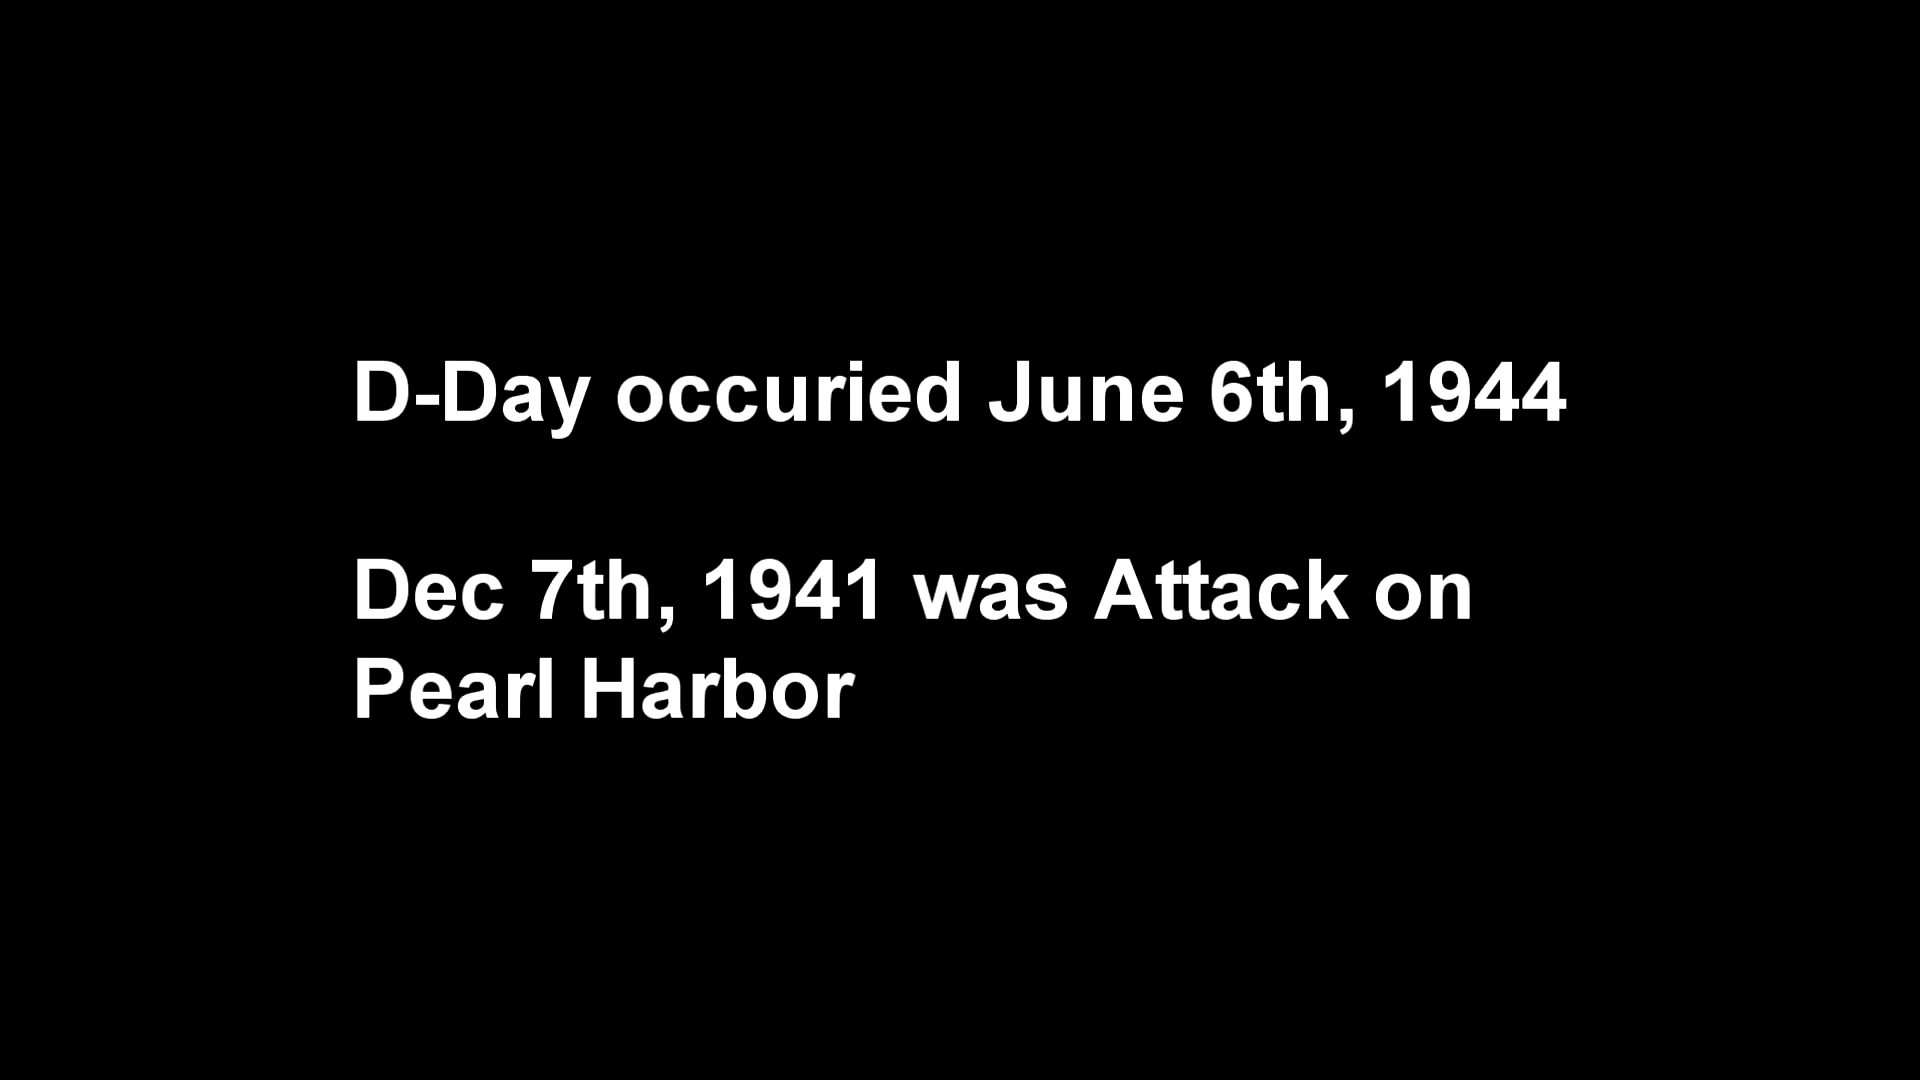 D-Day occuried June 6th, 1944
Dec 7th, 1941 was Attack on
Pearl Harbor